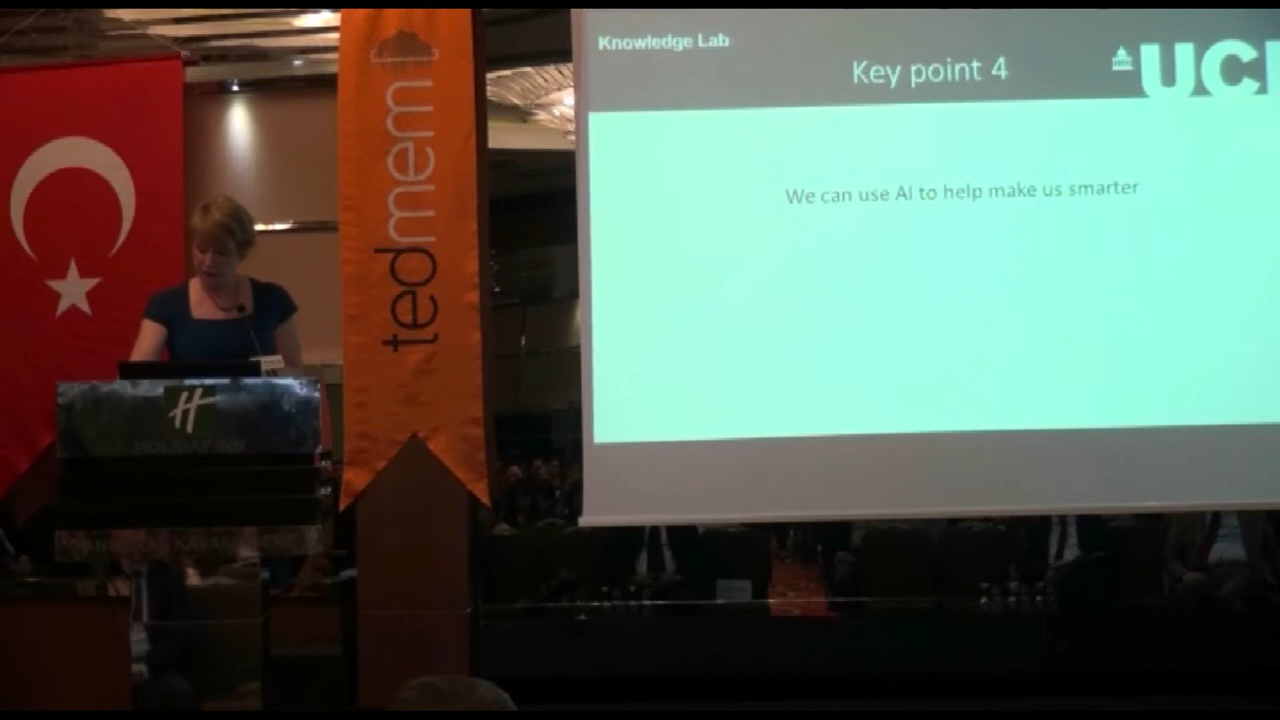 tedmem
Knowledge Lab
Key point 4
UCL
We can use AI to help make us smarter
H
HOLIDAY INN